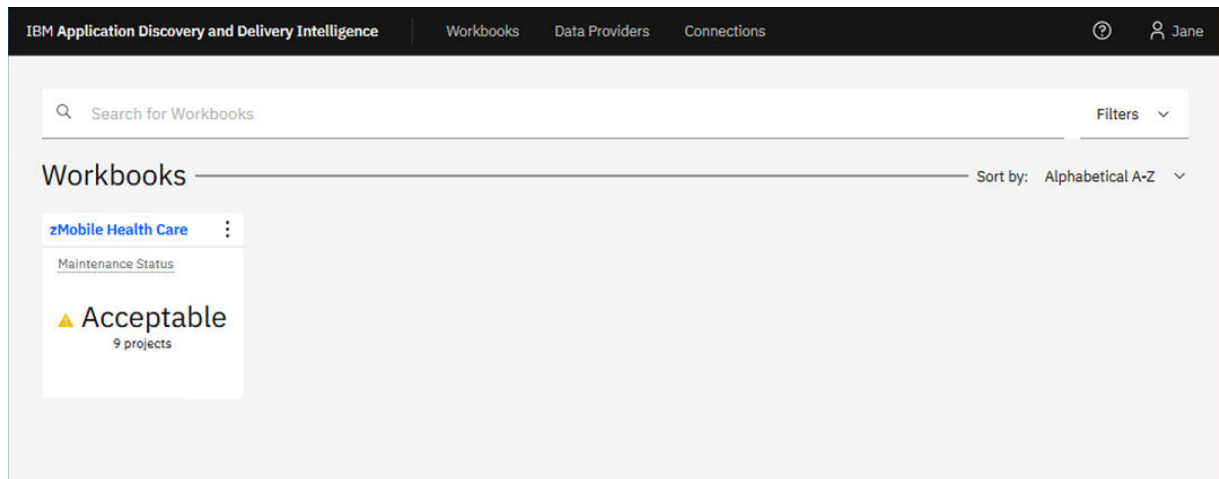 IBM Application Discovery and Delivery Intelligence Workbooks Data Providers Connections Jane
Search for Workbooks Filters
Workbooks Sort by: Alphabetical A-Z
zMobile Health Care
Maintenance Status
Acceptable
9 projects